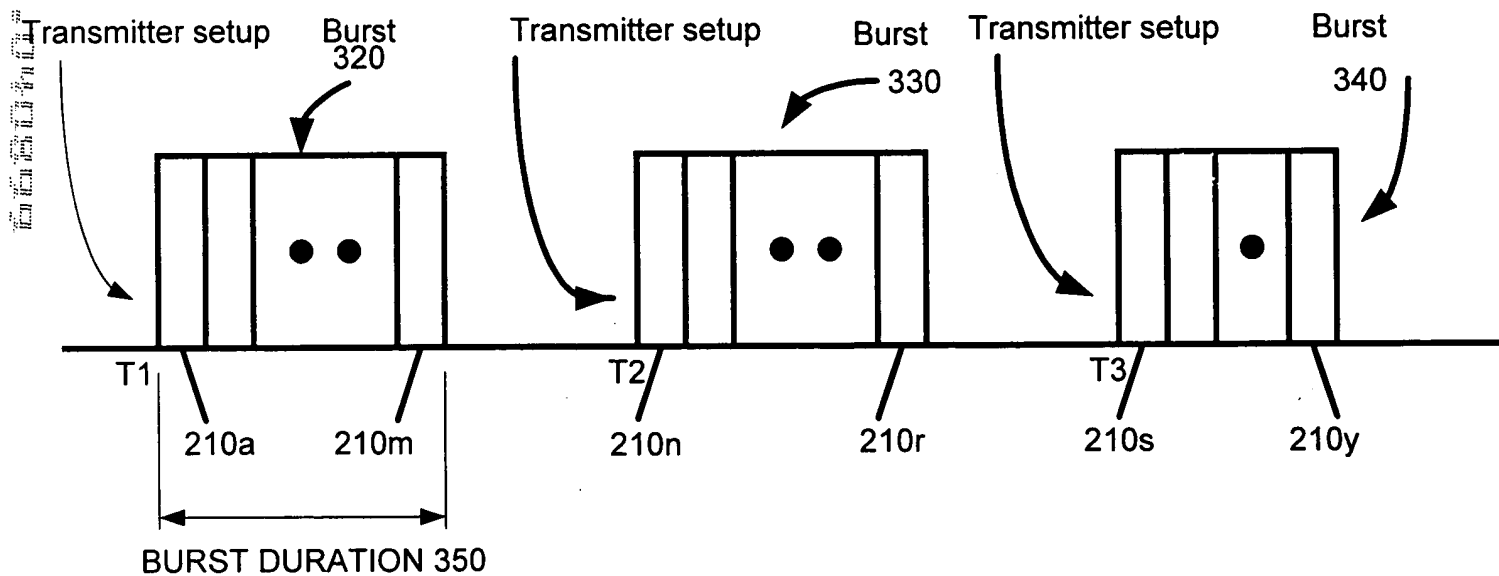 Transmitter setup
Burst
320
Transmitter setup
Burst
330
Transmitter setup
Burst
340
T1
T2
T3
210a
210m
210n
210r
210s
210y
BURST DURATION 350